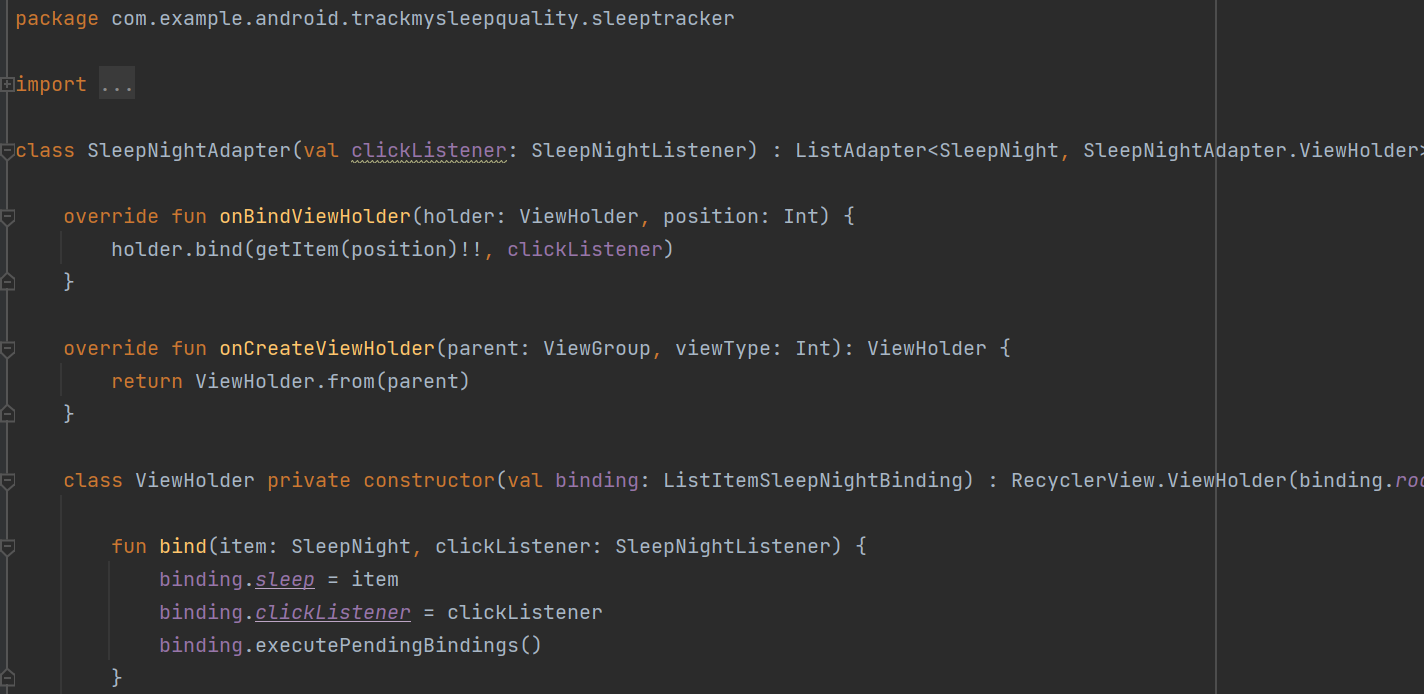 package com.example.android.trackmysleepquality.sleeptracker
import ...
class SleepNightAdapter(val clickListener: SleepNightListener) : ListAdapter<SleepNight, SleepNightAdapter.ViewHolder>
override fun onBindViewHolder(holder: ViewHolder, position: Int) {
holder.bind(getItem(position)!!, clickListener)
}
override fun onCreateViewHolder(parent: ViewGroup, viewType: Int): ViewHolder {
return ViewHolder.from(parent)
}
class ViewHolder private constructor(val binding: ListItemSleepNightBinding) : RecyclerView.ViewHolder(binding.roo
fun bind(item: SleepNight, clickListener: SleepNightListener) {
binding.sleep = item
binding.clickListener = clickListener
binding.executePendingBindings()
}